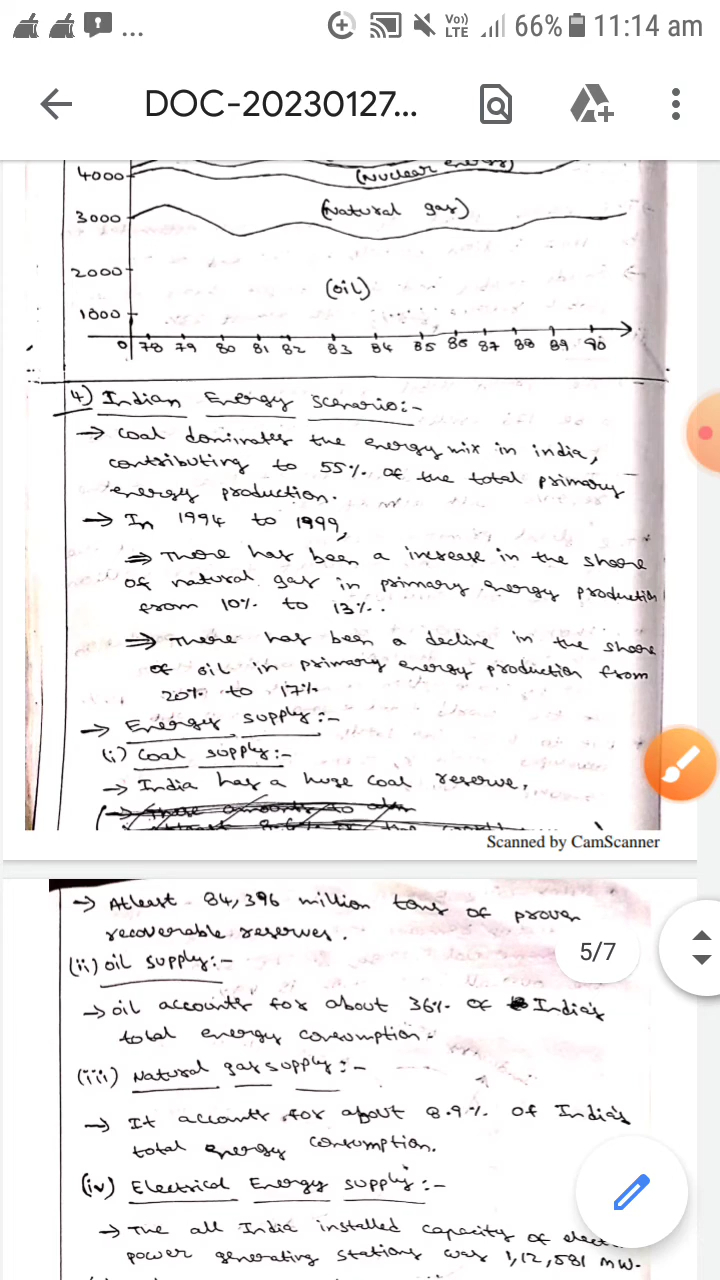 ... Vo)) LTE 66% 11:14 am
DOC-20230127...
4000
(Nuclear energy)
3000
(Natural gas)
2000
(oil)
1000
0 78 79 80 81 82 83 84 85 86 87 88 89 90
4) Indian Energy scenario:-
→ coal dominates the energy mix in india,
contributing to 55% of the total primary
energy production.
→ In 1994 to 1999,
⇒ There has been a increase in the share
of natural gas in primary energy production
from 10% to 13%.
⇒ There has been a decline in the share
of oil in primary energy production from
20% to 17%
→ Energy supply:-
(i) Coal supply:-
→ India has a huge coal reserve,
Scanned by CamScanner
→ Atleast 84,396 million tons of proven
recoverable reserves.
5/7
(ii) oil supply:-
→ oil accounts for about 36% of India's
total energy consumption.
(iii) Natural gas supply:-
→ It accounts for about 8.9% of India's
total energy consumption.
(iv) Electrical Energy supply:-
→ The all India installed capacity of elect
power generating stations was 1,12,581 MW.